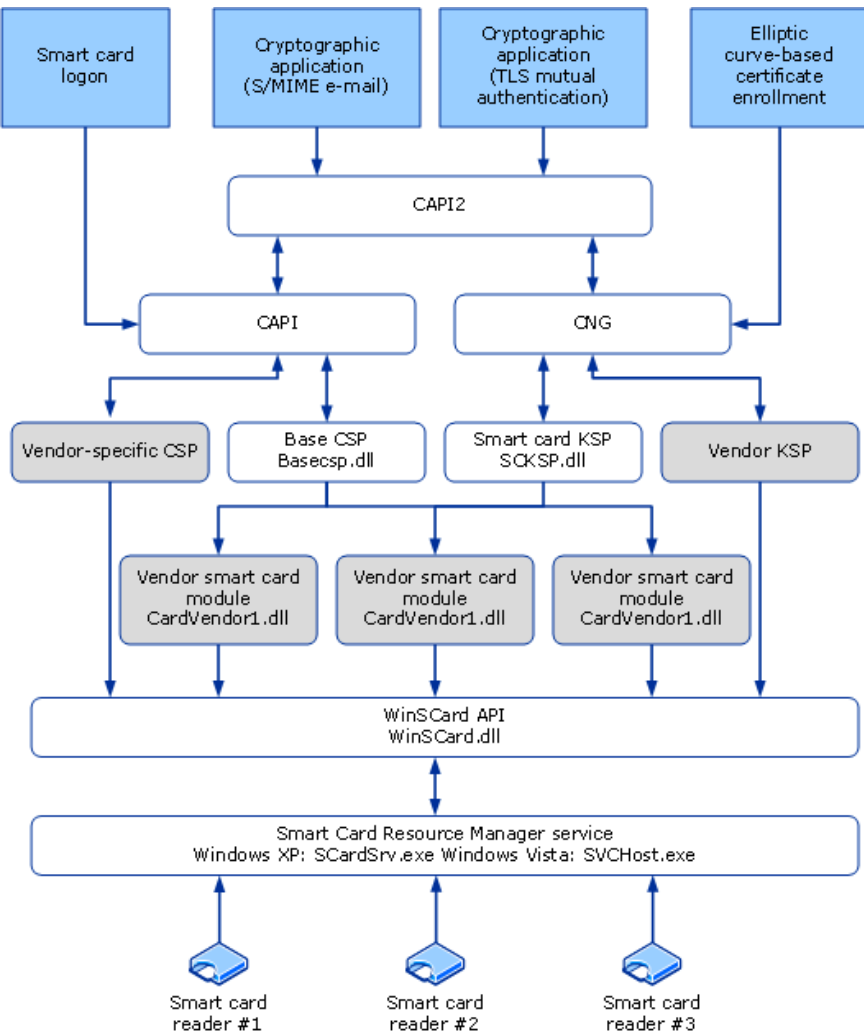 Smart card
logon
Cryptographic
application
(S/MIME e-mail)
Cryptographic
application
(TLS mutual
authentication)
Elliptic
curve-based
certificate
enrollment
CAPI2
CAPI
CNG
Vendor-specific CSP
Base CSP
Basecsp.dll
Smart card KSP
SCKSP.dll
Vendor KSP
Vendor smart card
module
CardVendor1.dll
Vendor smart card
module
CardVendor1.dll
Vendor smart card
module
CardVendor1.dll
WinSCard API
WinSCard.dll
Smart Card Resource Manager service
Windows XP: SCardSrv.exe Windows Vista: SVCHost.exe
Smart card
reader #1
Smart card
reader #2
Smart card
reader #3